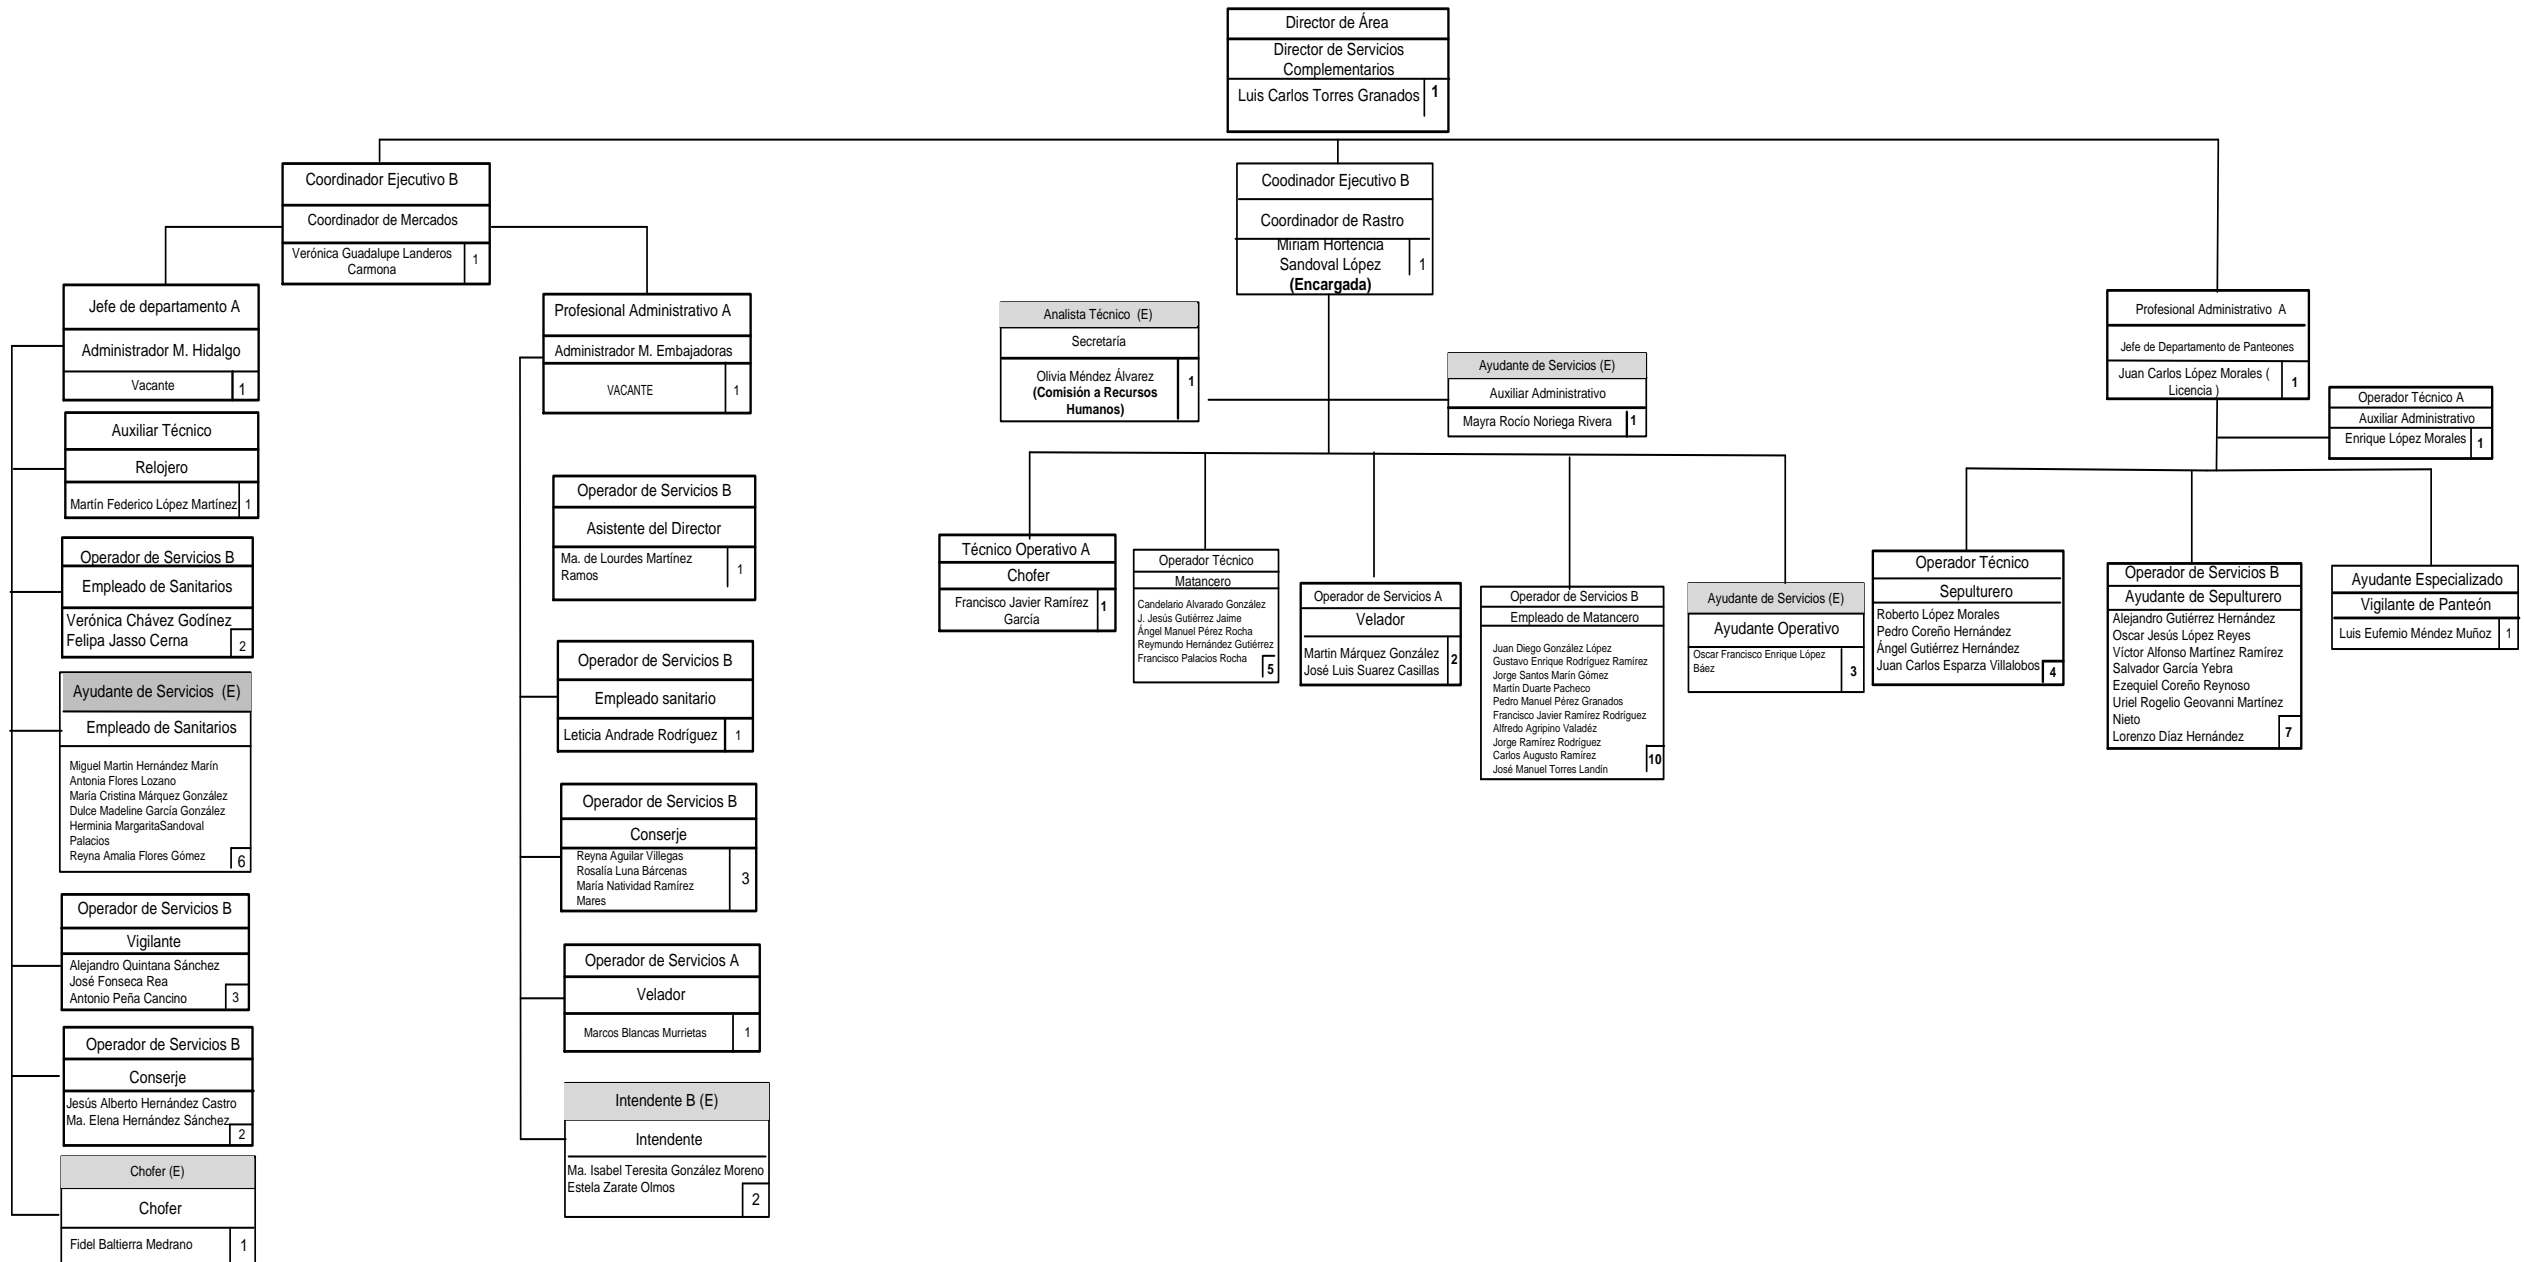 Director de Área
Director de Servicios
Complementarios
Luis Carlos Torres Granados
1
Coordinador Ejecutivo B
Coordinador de Mercados
Verónica Guadalupe Landeros
Carmona
1
Jefe de departamento A
Administrador M. Hidalgo
Vacante
1
Auxiliar Técnico
Relojero
Martín Federico López Martínez
1
Operador de Servicios B
Empleado de Sanitarios
Verónica Chávez Godínez
Felipa Jasso Cerna
2
Ayudante de Servicios (E)
Empleado de Sanitarios
Miguel Martin Hernández Marín
Antonia Flores Lozano
María Cristina Márquez González
Dulce Madeline García González
Herminia MargaritaSandoval
Palacios
Reyna Amalia Flores Gómez
6
Operador de Servicios B
Vigilante
Alejandro Quintana Sánchez
José Fonseca Rea
Antonio Peña Cancino
3
Operador de Servicios B
Conserje
Jesús Alberto Hernández Castro
Ma. Elena Hernández Sánchez
2
Chofer (E)
Chofer
Fidel Baltierra Medrano
1
Profesional Administrativo A
Administrador M. Embajadoras
VACANTE
1
Operador de Servicios B
Asistente del Director
Ma. de Lourdes Martínez
Ramos
1
Operador de Servicios B
Empleado sanitario
Leticia Andrade Rodríguez
1
Operador de Servicios B
Conserje
Reyna Aguilar Villegas
Rosalía Luna Bárcenas
María Natividad Ramírez
Mares
3
Operador de Servicios A
Velador
Marcos Blancas Murrietas
1
Intendente B (E)
Intendente
Ma. Isabel Teresita González Moreno
Estela Zarate Olmos
2
Coodinador Ejecutivo B
Coordinador de Rastro
Miriam Hortencia
Sandoval López
(Encargada)
1
Analista Técnico (E)
Secretaría
Olivia Méndez Álvarez
(Comisión a Recursos
Humanos)
1
Ayudante de Servicios (E)
Auxiliar Administrativo
Mayra Rocío Noriega Rivera
1
Técnico Operativo A
Chofer
Francisco Javier Ramírez
García
1
Operador Técnico
Matancero
Candelario Alvarado González
J. Jesús Gutiérrez Jaime
Ángel Manuel Pérez Rocha
Reymundo Hernández Gutiérrez
Francisco Palacios Rocha
5
Operador de Servicios A
Velador
Martin Márquez González
José Luis Suarez Casillas
2
Operador de Servicios B
Empleado de Matancero
Juan Diego González López
Gustavo Enrique Rodríguez Ramírez
Jorge Santos Marín Gómez
Martín Duarte Pacheco
Pedro Manuel Pérez Granados
Francisco Javier Ramírez Rodríguez
Alfredo Agripino Valadéz
Jorge Ramírez Rodríguez
Carlos Augusto Ramírez
José Manuel Torres Landín
10
Ayudante de Servicios (E)
Ayudante Operativo
Oscar Francisco Enrique López
Báez
3
Profesional Administrativo A
Jefe de Departamento de Panteones
Juan Carlos López Morales (
Licencia )
1
Operador Técnico A
Auxiliar Administrativo
Enrique López Morales
1
Operador Técnico
Sepulturero
Roberto López Morales
Pedro Coreño Hernández
Ángel Gutiérrez Hernández
Juan Carlos Esparza Villalobos
4
Operador de Servicios B
Ayudante de Sepulturero
Alejandro Gutiérrez Hernández
Oscar Jesús López Reyes
Víctor Alfonso Martínez Ramírez
Salvador García Yebra
Ezequiel Coreño Reynoso
Uriel Rogelio Geovanni Martínez
Nieto
Lorenzo Díaz Hernández
7
Ayudante Especializado
Vigilante de Panteón
Luis Eufemio Méndez Muñoz
1